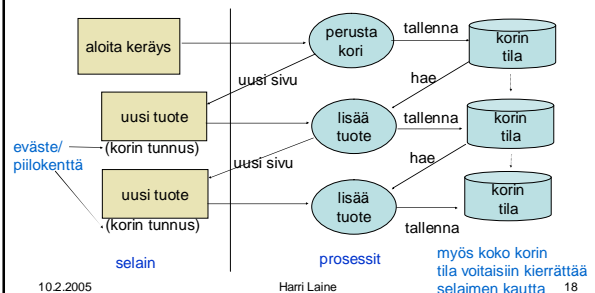 aloita keräys
perusta
kori
tallenna
korin
tila
uusi sivu
hae
uusi tuote
(korin tunnus)
lisää
tuote
tallenna
korin
tila
eväste/
piilokenttä
uusi sivu
hae
uusi tuote
(korin tunnus)
lisää
tuote
tallenna
korin
tila
selain
prosessit
myös koko korin
tila voitaisiin kierrättää
selaimen kautta
10.2.2005
Harri Laine
18